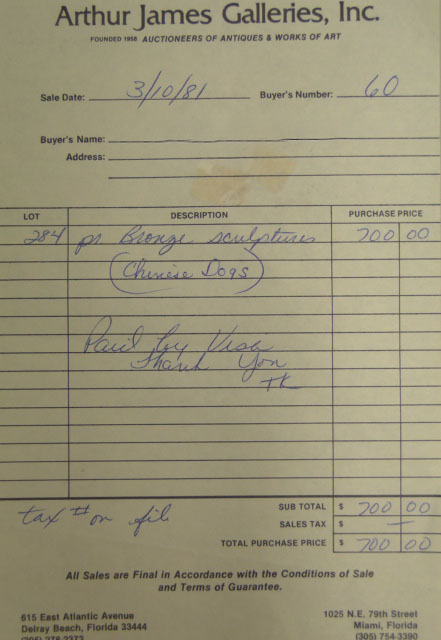 Arthur James Galleries, Inc.
FOUNDED 1958 AUCTIONEERS OF ANTIQUES & WORKS OF ART
Sale Date: 3/10/81 Buyer's Number: 60
Buyer's Name:
Address:
LOT DESCRIPTION PURCHASE PRICE
284 pr. Bronze sculptures 700 00
Chinese Dogs
Paid by Visa
Thank You
TK
tax # on file
SUB TOTAL $ 700 00
SALES TAX $ —
TOTAL PURCHASE PRICE $ 700 00
All Sales are Final in Accordance with the Conditions of Sale
and Terms of Guarantee.
615 East Atlantic Avenue
Delray Beach, Florida 33444
(305) 278-2373
1025 N.E. 79th Street
Miami, Florida
(305) 754-3390